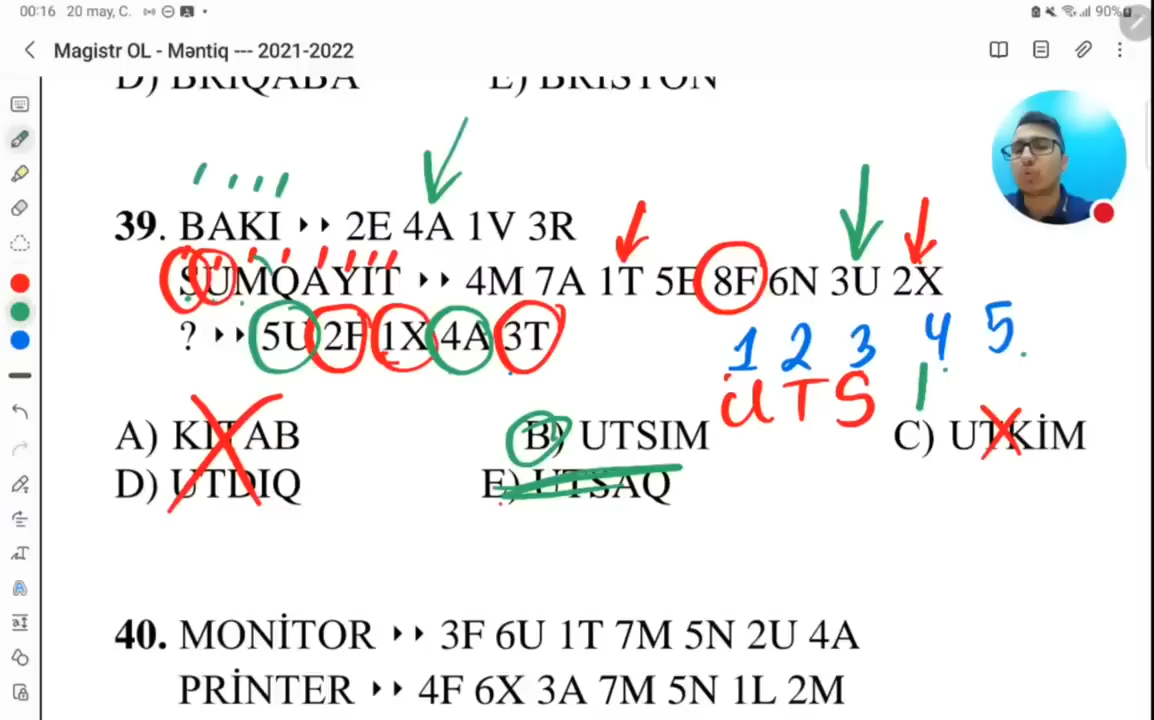 00:16 20 may, C. 90%
Magistr OL - Məntiq --- 2021-2022
D) BRIQABA E) BRISTON
39. BAKI ‣‣ 2E 4A 1V 3R
SUMQAYIT ‣‣ 4M 7A 1T 5E 8F 6N 3U 2X
? ‣‣ 5U 2F 1X 4A 3T
1 2 3 4 5
U T S I
A) KITAB B) UTSIM C) UTKİM
D) UTDIQ E) UTSAQ
40. MONİTOR ‣‣ 3F 6U 1T 7M 5N 2U 4A
PRİNTER ‣‣ 4F 6X 3A 7M 5N 1L 2M